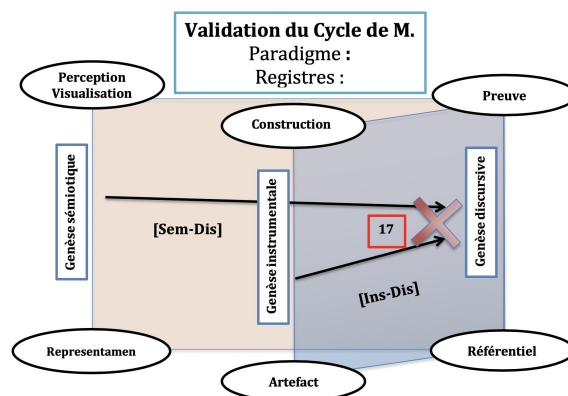 Validation du Cycle de M.
Paradigme :
Registres :
Perception
Visualisation
Construction
Preuve
Genèse sémiotique
Genèse instrumentale
Genèse discursive
[Sem-Dis]
17
[Ins-Dis]
Representamen
Artefact
Référentiel